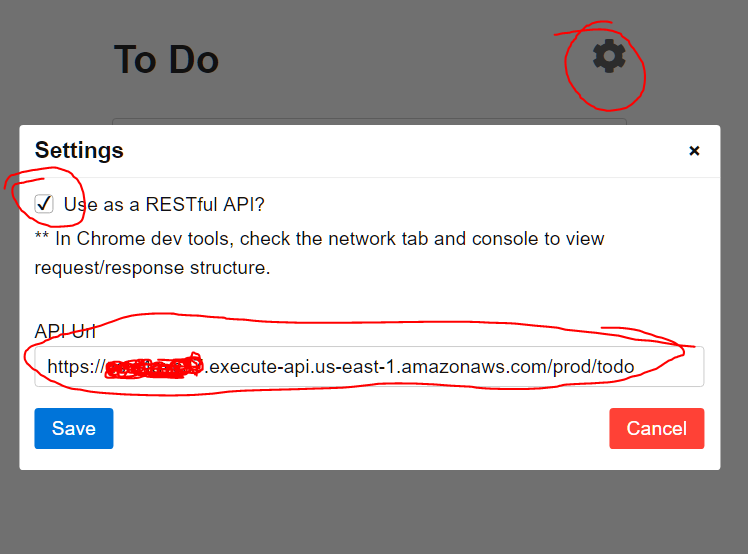 To Do
Settings
×
Use as a RESTful API?
** In Chrome dev tools, check the network tab and console to view
request/response structure.
API Url
https:// .execute-api.us-east-1.amazonaws.com/prod/todo
Save
Cancel